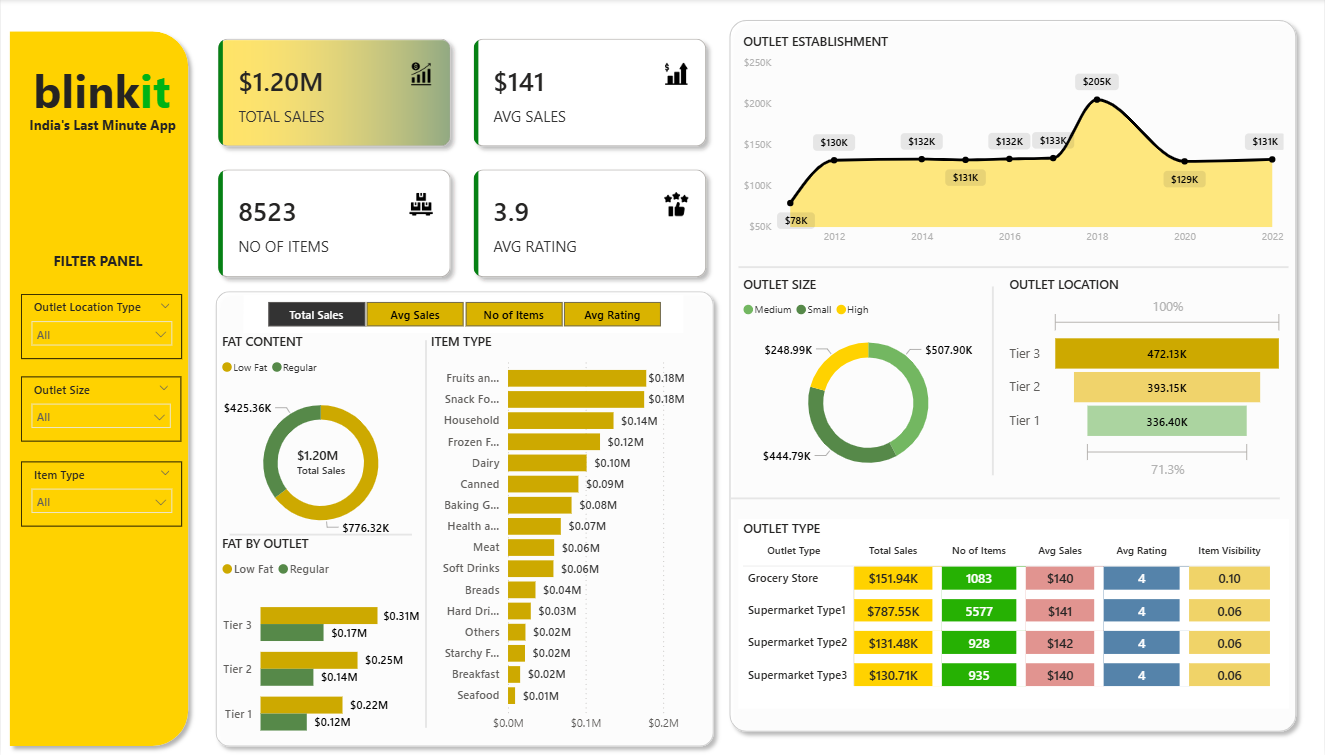 blinkit
India's Last Minute App
FILTER PANEL
Outlet Location Type
All
Outlet Size
All
Item Type
All
$1.20M
TOTAL SALES
$141
AVG SALES
8523
NO OF ITEMS
3.9
AVG RATING
Total Sales Avg Sales No of Items Avg Rating
FAT CONTENT
Low Fat Regular
$425.36K
$1.20M
Total Sales
$776.32K
FAT BY OUTLET
Low Fat Regular
Tier 3 $0.31M
$0.17M
Tier 2 $0.25M
$0.14M
Tier 1 $0.22M
$0.12M
ITEM TYPE
Fruits an... $0.18M
Snack Fo... $0.18M
Household $0.14M
Frozen F... $0.12M
Dairy $0.10M
Canned $0.09M
Baking G... $0.08M
Health a... $0.07M
Meat $0.06M
Soft Drinks $0.06M
Breads $0.04M
Hard Dri... $0.03M
Others $0.02M
Starchy F... $0.02M
Breakfast $0.02M
Seafood $0.01M
$0.0M $0.1M $0.2M
OUTLET ESTABLISHMENT
$250K
$200K
$150K
$100K
$50K
$78K $130K $132K $131K $132K $133K $205K $129K $131K
2012 2014 2016 2018 2020 2022
OUTLET SIZE
Medium Small High
$248.99K $507.90K
$444.79K
OUTLET LOCATION
100%
Tier 3 472.13K
Tier 2 393.15K
Tier 1 336.40K
71.3%
OUTLET TYPE
Outlet Type Total Sales No of Items Avg Sales Avg Rating Item Visibility
Grocery Store $151.94K 1083 $140 4 0.10
Supermarket Type1 $787.55K 5577 $141 4 0.06
Supermarket Type2 $131.48K 928 $142 4 0.06
Supermarket Type3 $130.71K 935 $140 4 0.06